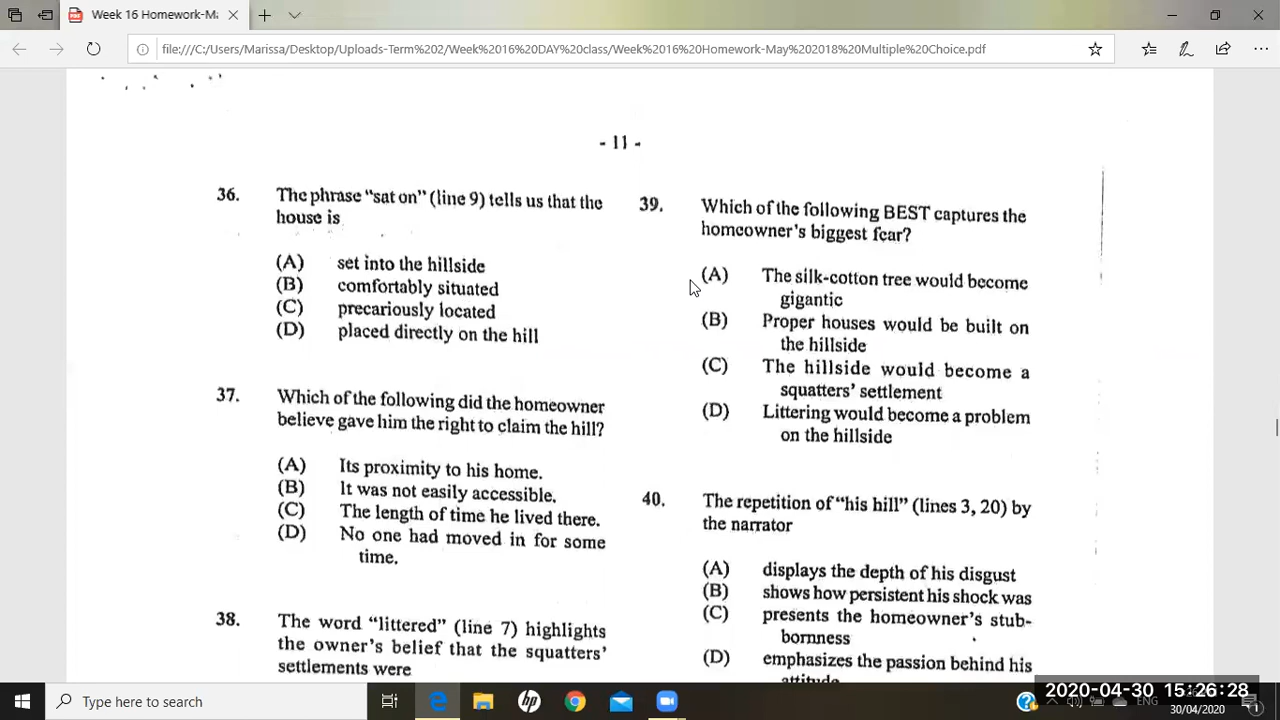 Week 16 Homework-Ma
file:///C:/Users/Marissa/Desktop/Uploads-Term%202/Week%2016%20DAY%20class/Week%2016%20Homework-May%202018%20Multiple%20Choice.pdf
- 11 -
36. The phrase "sat on" (line 9) tells us that the
house is
(A) set into the hillside
(B) comfortably situated
(C) precariously located
(D) placed directly on the hill
37. Which of the following did the homeowner
believe gave him the right to claim the hill?
(A) Its proximity to his home.
(B) It was not easily accessible.
(C) The length of time he lived there.
(D) No one had moved in for some
time.
38. The word "littered" (line 7) highlights
the owner's belief that the squatters'
settlements were
39. Which of the following BEST captures the
homeowner's biggest fear?
(A) The silk-cotton tree would become
gigantic
(B) Proper houses would be built on
the hillside
(C) The hillside would become a
squatters' settlement
(D) Littering would become a problem
on the hillside
40. The repetition of "his hill" (lines 3, 20) by
the narrator
(A) displays the depth of his disgust
(B) shows how persistent his shock was
(C) presents the homeowner's stub-
bornness
(D) emphasizes the passion behind his
attitude
Type here to search
ENG
2020-04-30 15:26:28
30/04/2020